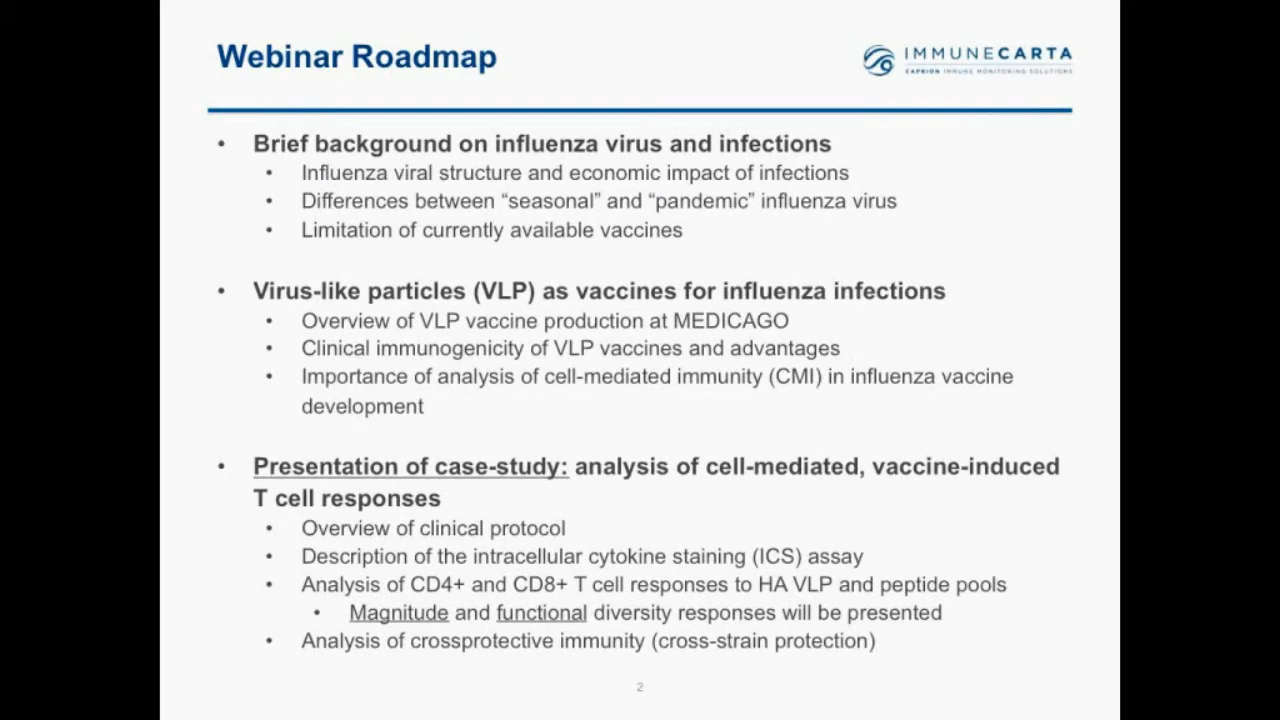 Webinar Roadmap
IMMUNECARTA
CAPRION IMMUNE MONITORING SOLUTIONS
• Brief background on influenza virus and infections
• Influenza viral structure and economic impact of infections
• Differences between “seasonal” and “pandemic” influenza virus
• Limitation of currently available vaccines
• Virus-like particles (VLP) as vaccines for influenza infections
• Overview of VLP vaccine production at MEDICAGO
• Clinical immunogenicity of VLP vaccines and advantages
• Importance of analysis of cell-mediated immunity (CMI) in influenza vaccine
development
• Presentation of case-study: analysis of cell-mediated, vaccine-induced
T cell responses
• Overview of clinical protocol
• Description of the intracellular cytokine staining (ICS) assay
• Analysis of CD4+ and CD8+ T cell responses to HA VLP and peptide pools
• Magnitude and functional diversity responses will be presented
• Analysis of crossprotective immunity (cross-strain protection)
2